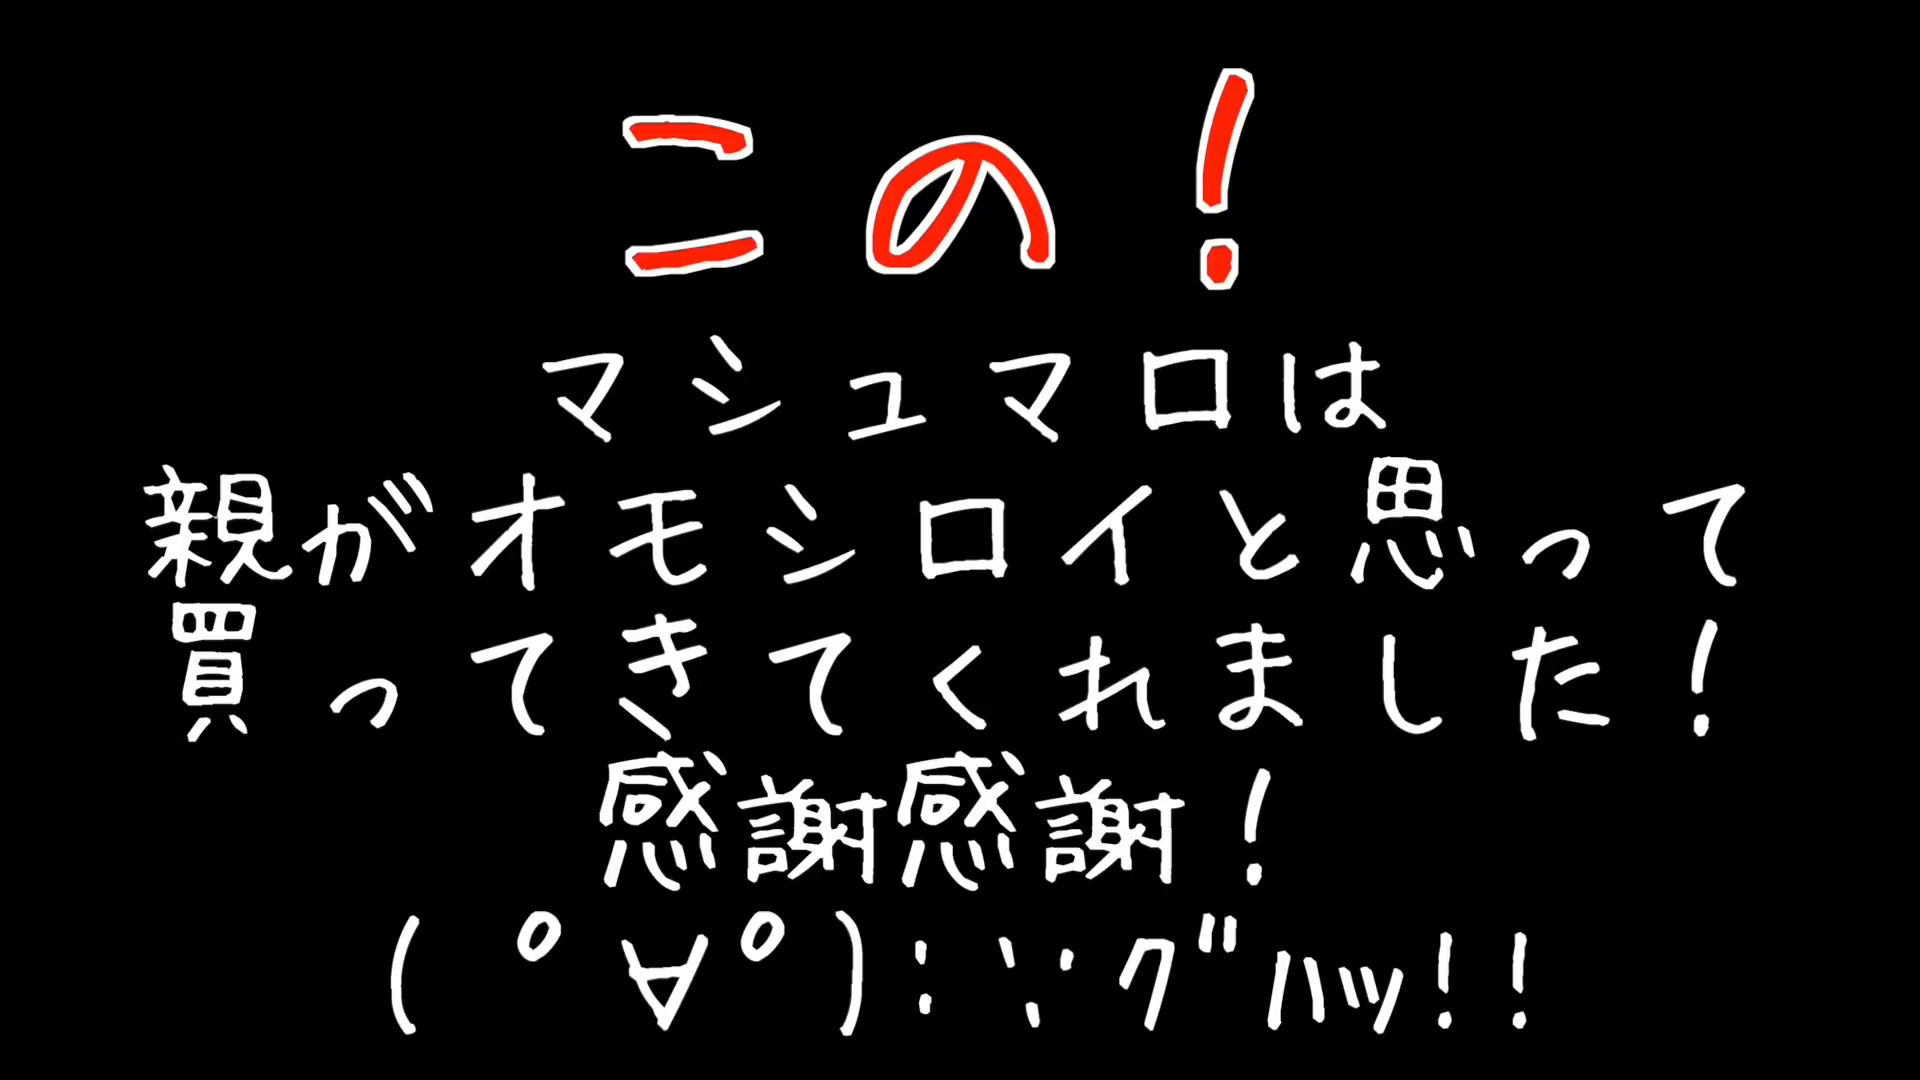 この！
マシュマロは
親がオモシロイと思って
買ってきてくれました！
感謝感謝！
( ﾟ∀ﾟ):∵グハッ!!